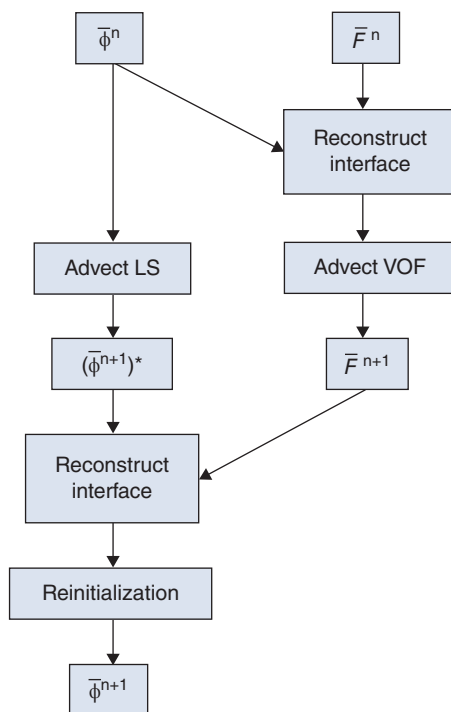 ϕ̄ⁿ
F̄ ⁿ
Reconstruct
interface
Advect LS
Advect VOF
(ϕ̄ⁿ⁺¹)*
F̄ ⁿ⁺¹
Reconstruct
interface
Reinitialization
ϕ̄ⁿ⁺¹